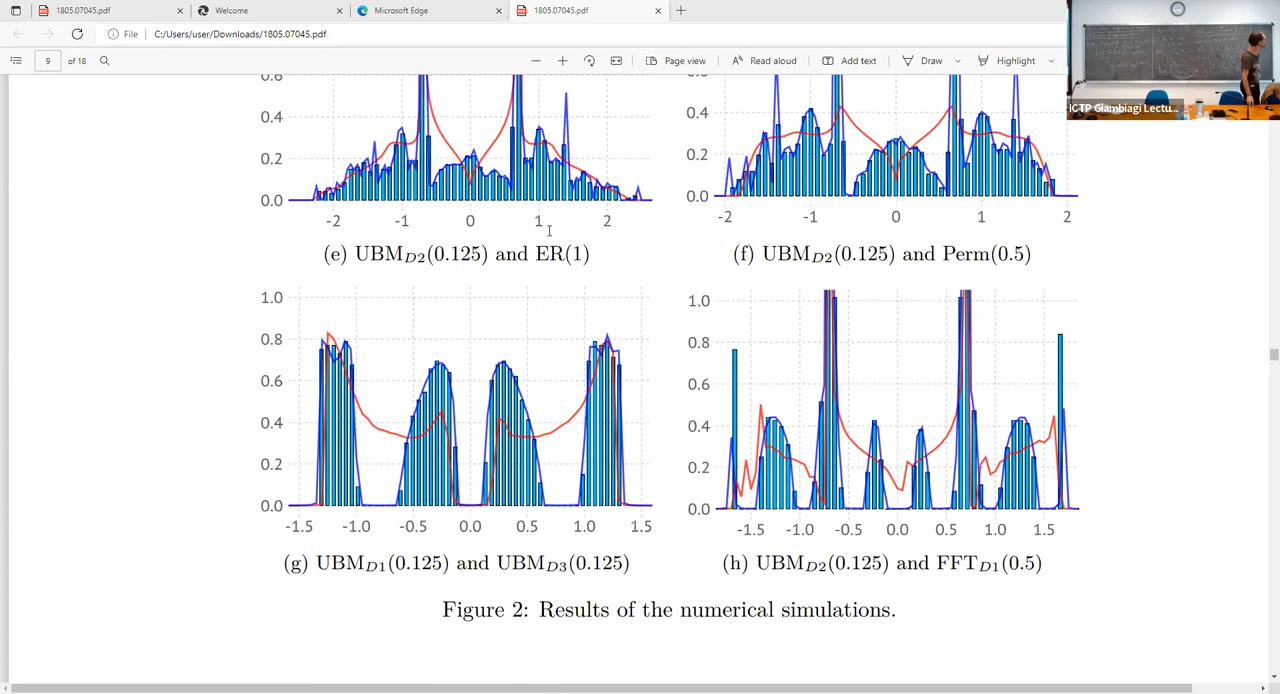 1805.07045.pdf
Welcome
Microsoft Edge
1805.07045.pdf
File
C:/Users/user/Downloads/1805.07045.pdf
9 of 18
Page view
Read aloud
Add text
Draw
Highlight
ICTP Giambiagi Lectu...
0.4
0.2
0.0
-2 -1 0 1 2
(e) UBM_D2(0.125) and ER(1)
0.4
0.2
0.0
-2 -1 0 1 2
(f) UBM_D2(0.125) and Perm(0.5)
1.0
0.8
0.6
0.4
0.2
0.0
-1.5 -1.0 -0.5 0.0 0.5 1.0 1.5
(g) UBM_D1(0.125) and UBM_D3(0.125)
1.0
0.8
0.6
0.4
0.2
0.0
-1.5 -1.0 -0.5 0.0 0.5 1.0 1.5
(h) UBM_D2(0.125) and FFT_D1(0.5)
Figure 2: Results of the numerical simulations.